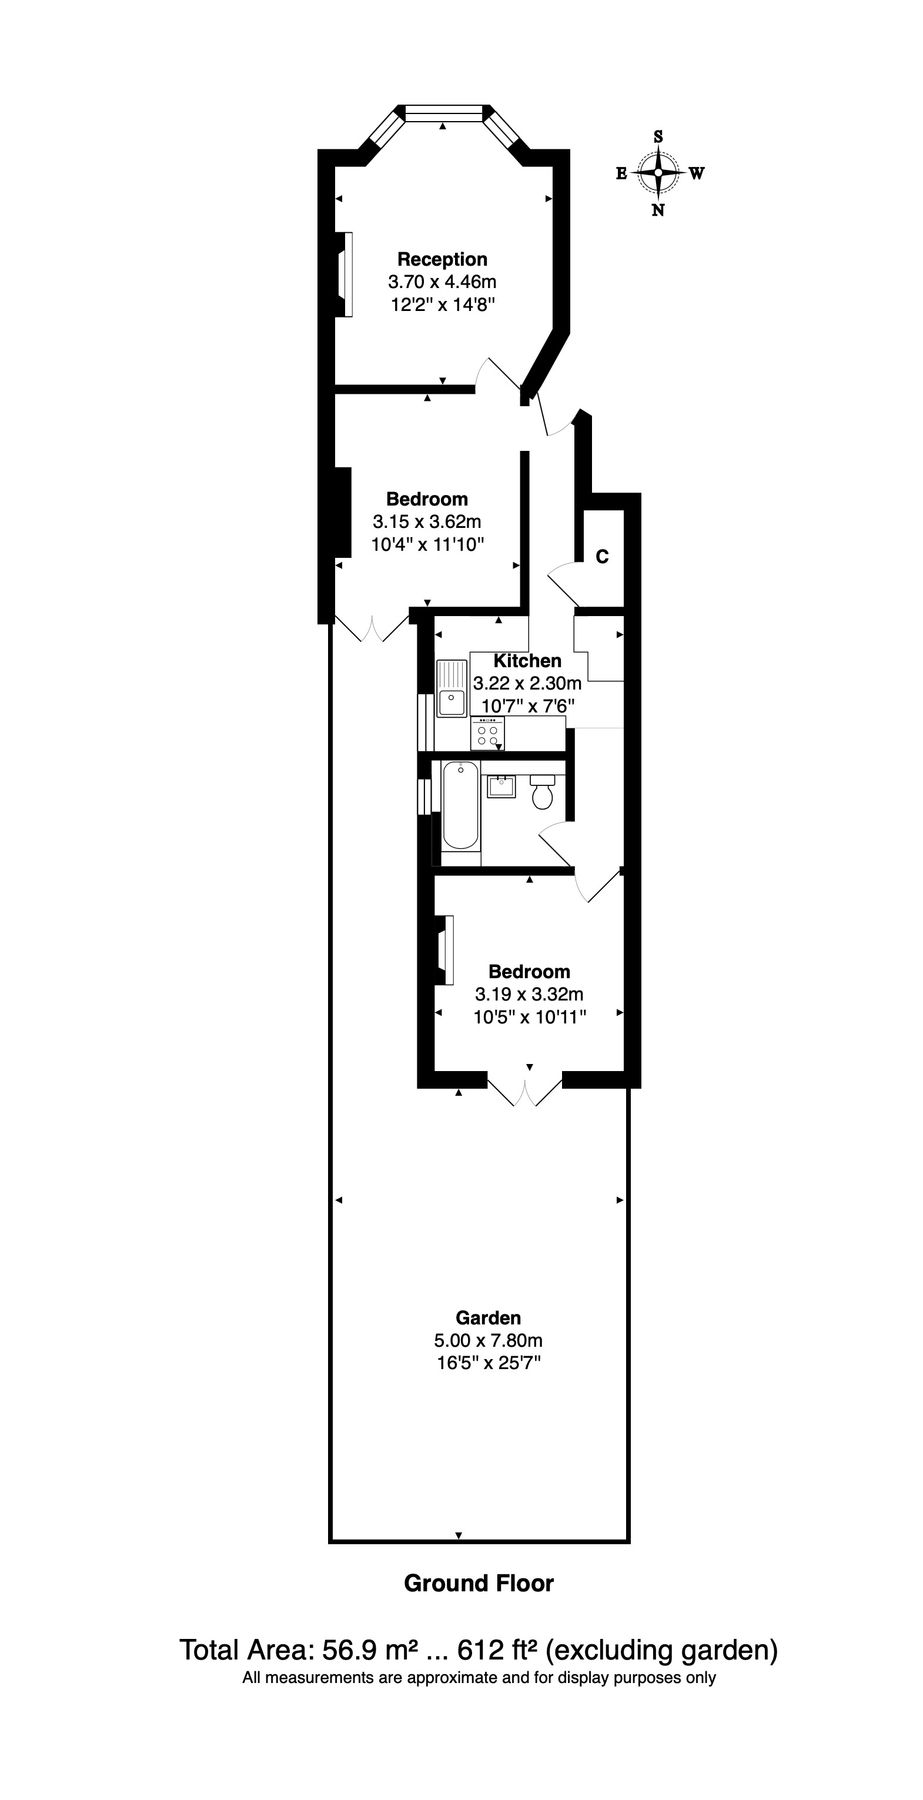 S
E W
N
Reception
3.70 x 4.46m
12'2" x 14'8"
Bedroom
3.15 x 3.62m
10'4" x 11'10"
C
Kitchen
3.22 x 2.30m
10'7" x 7'6"
Bedroom
3.19 x 3.32m
10'5" x 10'11"
Garden
5.00 x 7.80m
16'5" x 25'7"
Ground Floor
Total Area: 56.9 m² ... 612 ft² (excluding garden)
All measurements are approximate and for display purposes only